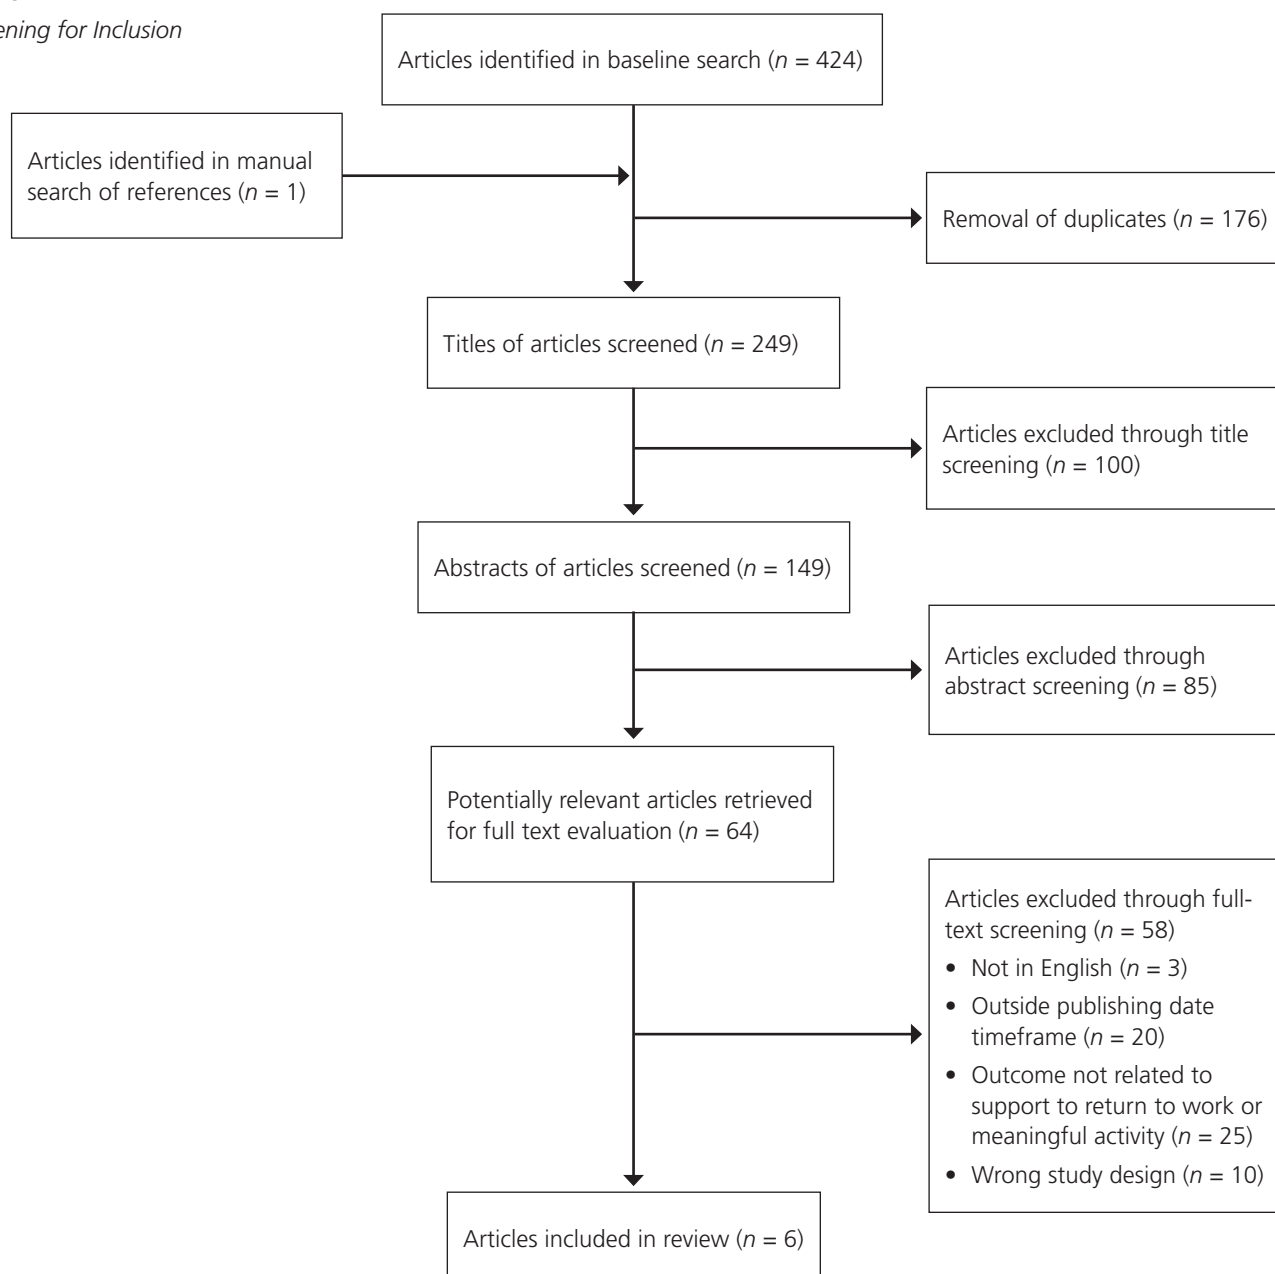 ening for Inclusion
Articles identified in baseline search (n = 424)
Articles identified in manual
search of references (n = 1)
Removal of duplicates (n = 176)
Titles of articles screened (n = 249)
Articles excluded through title
screening (n = 100)
Abstracts of articles screened (n = 149)
Articles excluded through
abstract screening (n = 85)
Potentially relevant articles retrieved
for full text evaluation (n = 64)
Articles excluded through full-
text screening (n = 58)
• Not in English (n = 3)
• Outside publishing date
timeframe (n = 20)
• Outcome not related to
support to return to work or
meaningful activity (n = 25)
• Wrong study design (n = 10)
Articles included in review (n = 6)